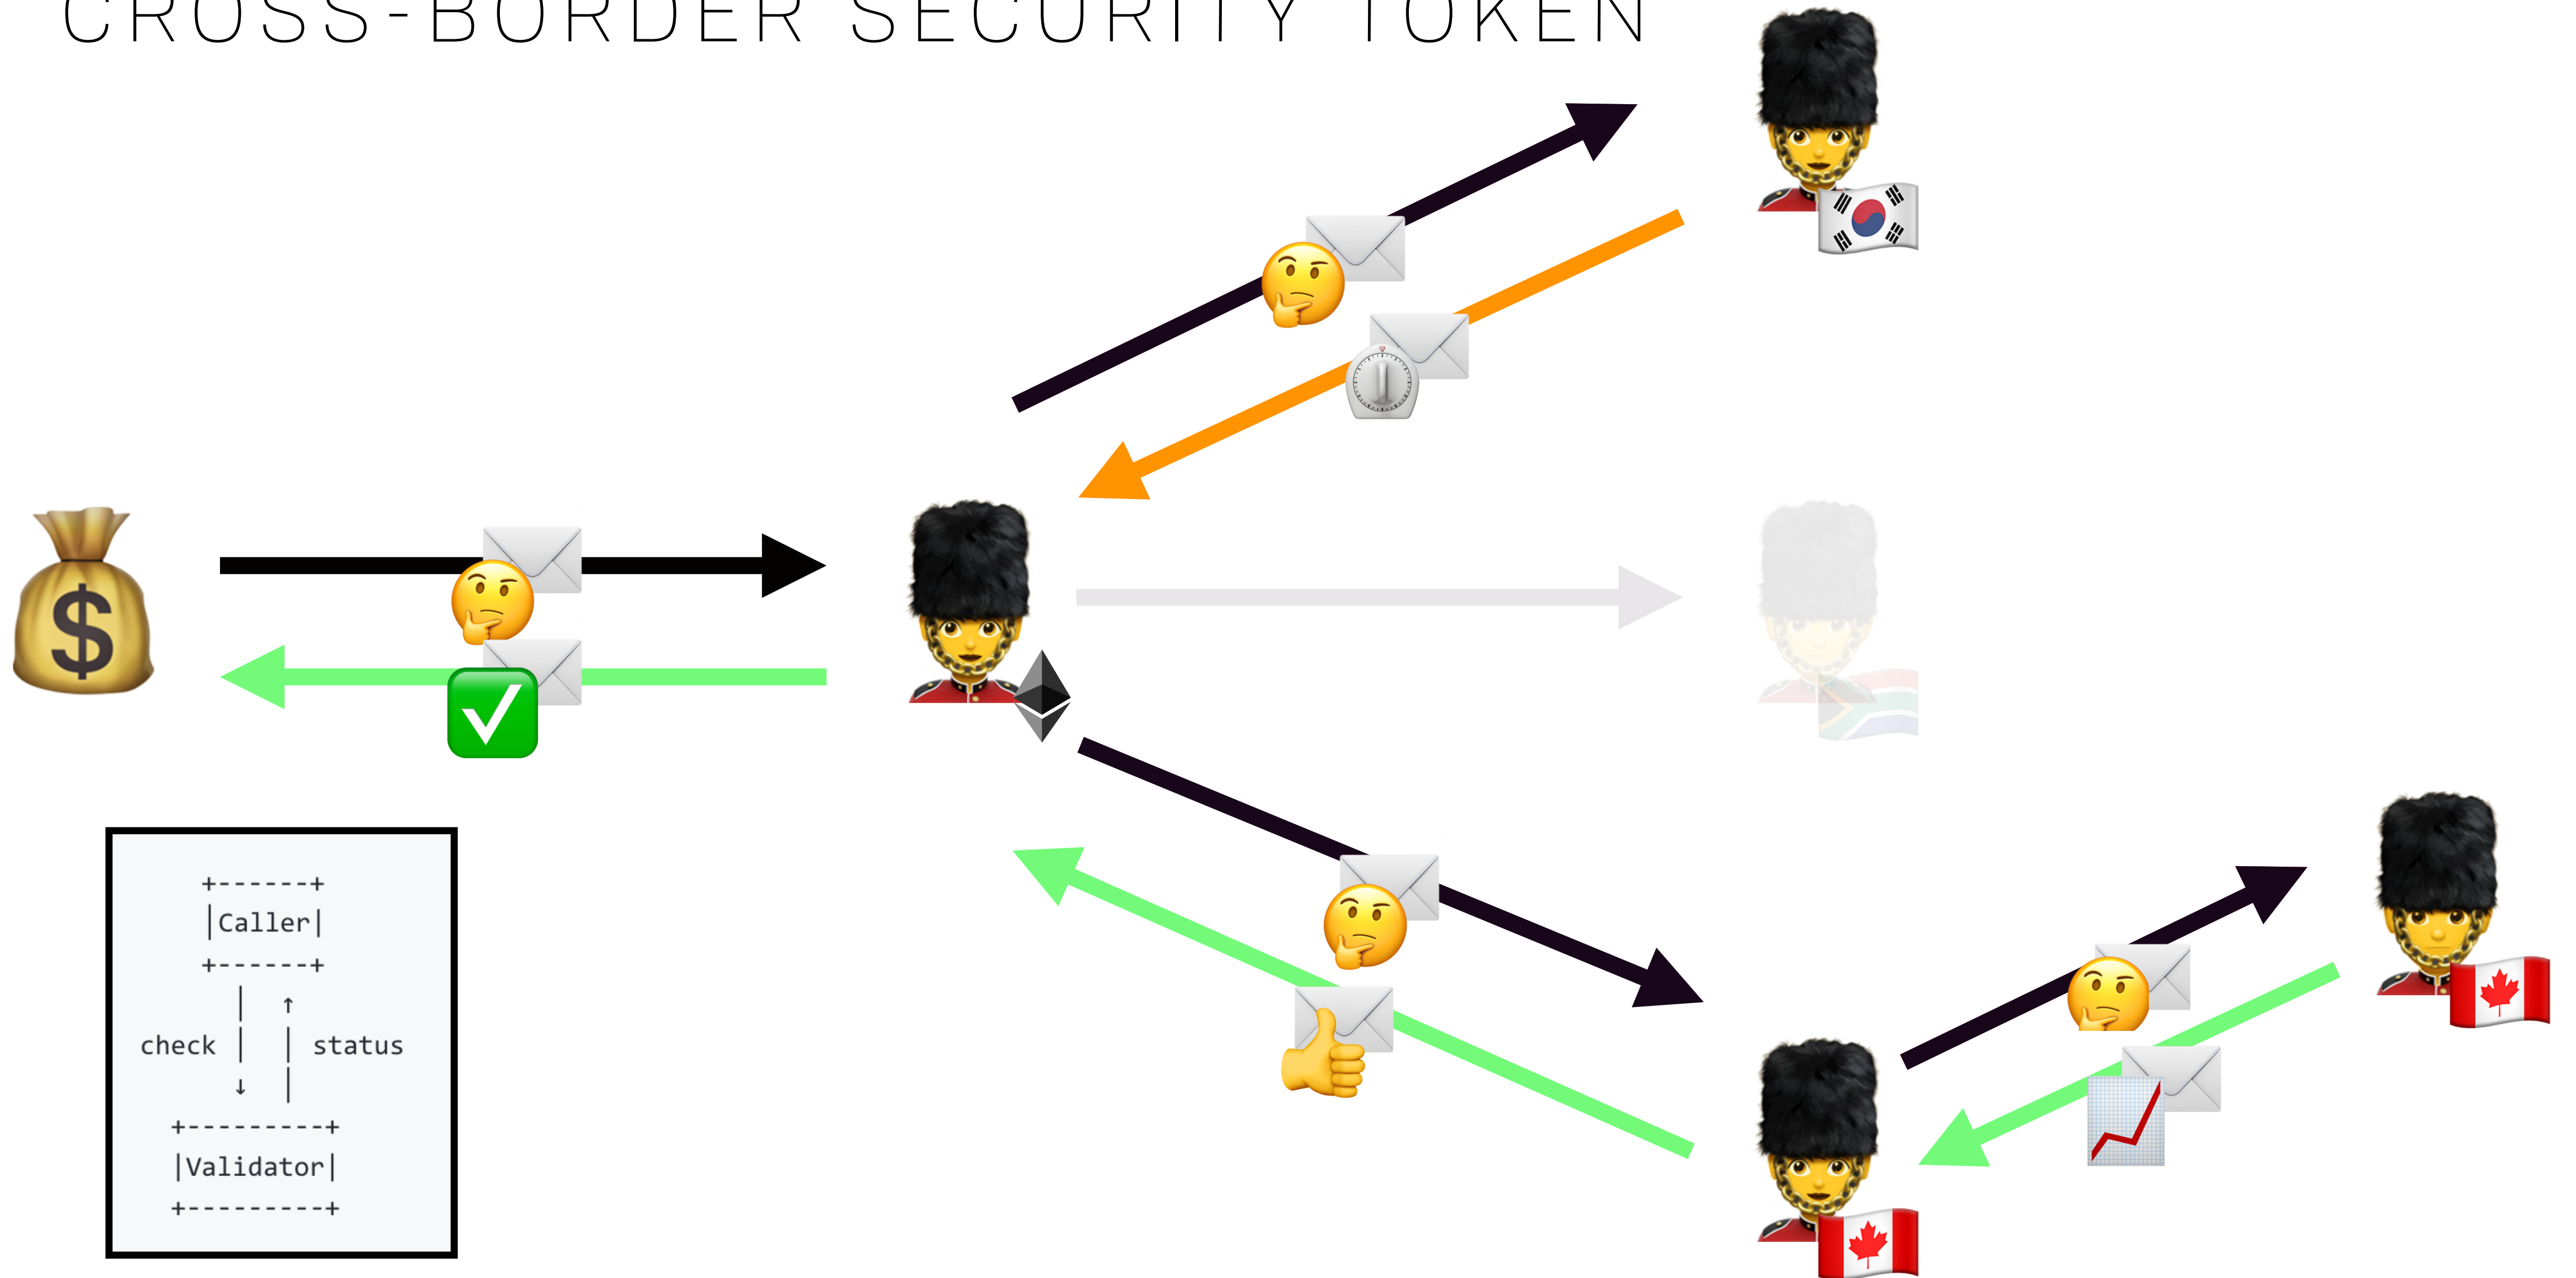 CROSS-BORDER SECURITY TOKEN
$
+------+
|Caller|
+------+
| ↑
check | | status
↓ |
+---------+
|Validator|
+---------+